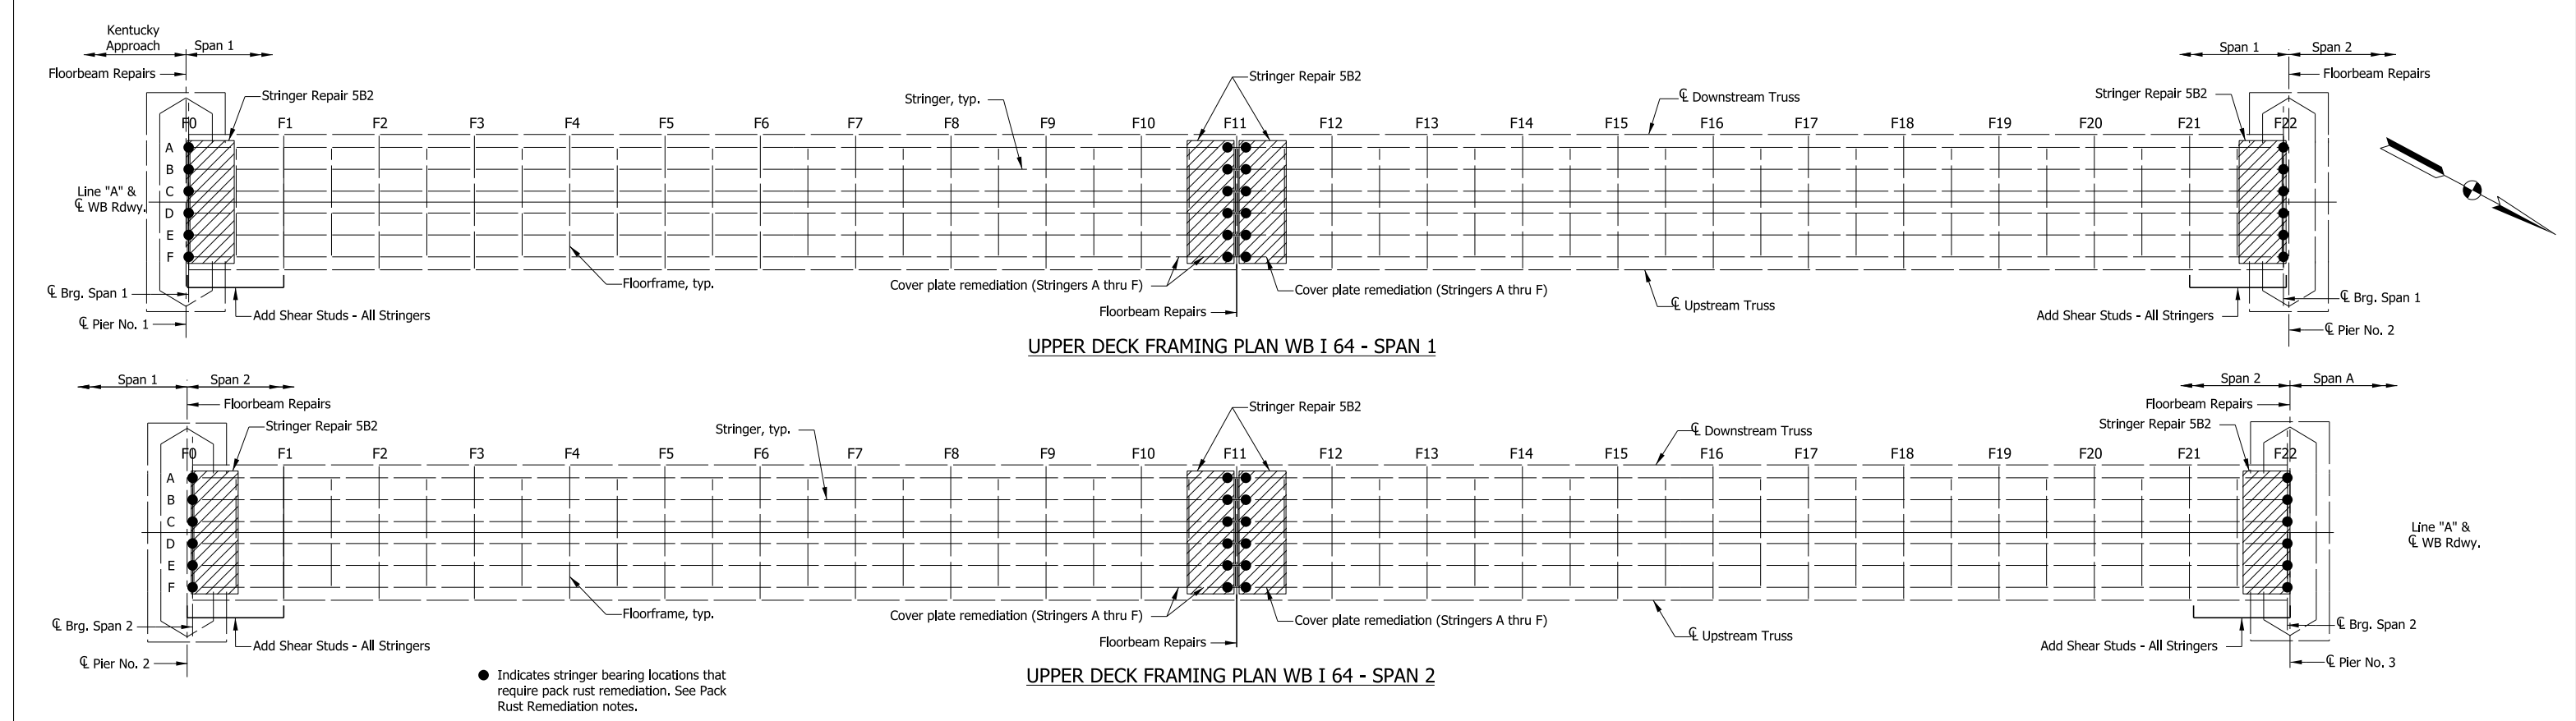 Kentucky
Approach
Span 1
Span 1
Span 2
Floorbeam Repairs
Floorbeam Repairs
Stringer Repair 5B2
Stringer Repair 5B2
Stringer Repair 5B2
Stringer, typ.
℄ Downstream Truss
F0 F1 F2 F3 F4 F5 F6 F7 F8 F9 F10 F11 F12 F13 F14 F15 F16 F17 F18 F19 F20 F21 F22
A
B
C
D
E
F
Line "A" &
℄ WB Rdwy.
Floorframe, typ.
Cover plate remediation (Stringers A thru F)
Cover plate remediation (Stringers A thru F)
℄ Brg. Span 1
℄ Brg. Span 1
℄ Upstream Truss
Add Shear Studs - All Stringers
Floorbeam Repairs
Add Shear Studs - All Stringers
℄ Pier No. 1
℄ Pier No. 2
UPPER DECK FRAMING PLAN WB I 64 - SPAN 1
Span 1
Span 2
Span 2
Span A
Floorbeam Repairs
Floorbeam Repairs
Stringer Repair 5B2
Stringer Repair 5B2
Stringer Repair 5B2
Stringer, typ.
℄ Downstream Truss
F0 F1 F2 F3 F4 F5 F6 F7 F8 F9 F10 F11 F12 F13 F14 F15 F16 F17 F18 F19 F20 F21 F22
A
B
C
D
E
F
Line "A" &
℄ WB Rdwy.
Floorframe, typ.
Cover plate remediation (Stringers A thru F)
Cover plate remediation (Stringers A thru F)
℄ Brg. Span 2
℄ Brg. Span 2
℄ Upstream Truss
Add Shear Studs - All Stringers
Floorbeam Repairs
Add Shear Studs - All Stringers
℄ Pier No. 2
℄ Pier No. 3
UPPER DECK FRAMING PLAN WB I 64 - SPAN 2
Indicates stringer bearing locations that
require pack rust remediation. See Pack
Rust Remediation notes.